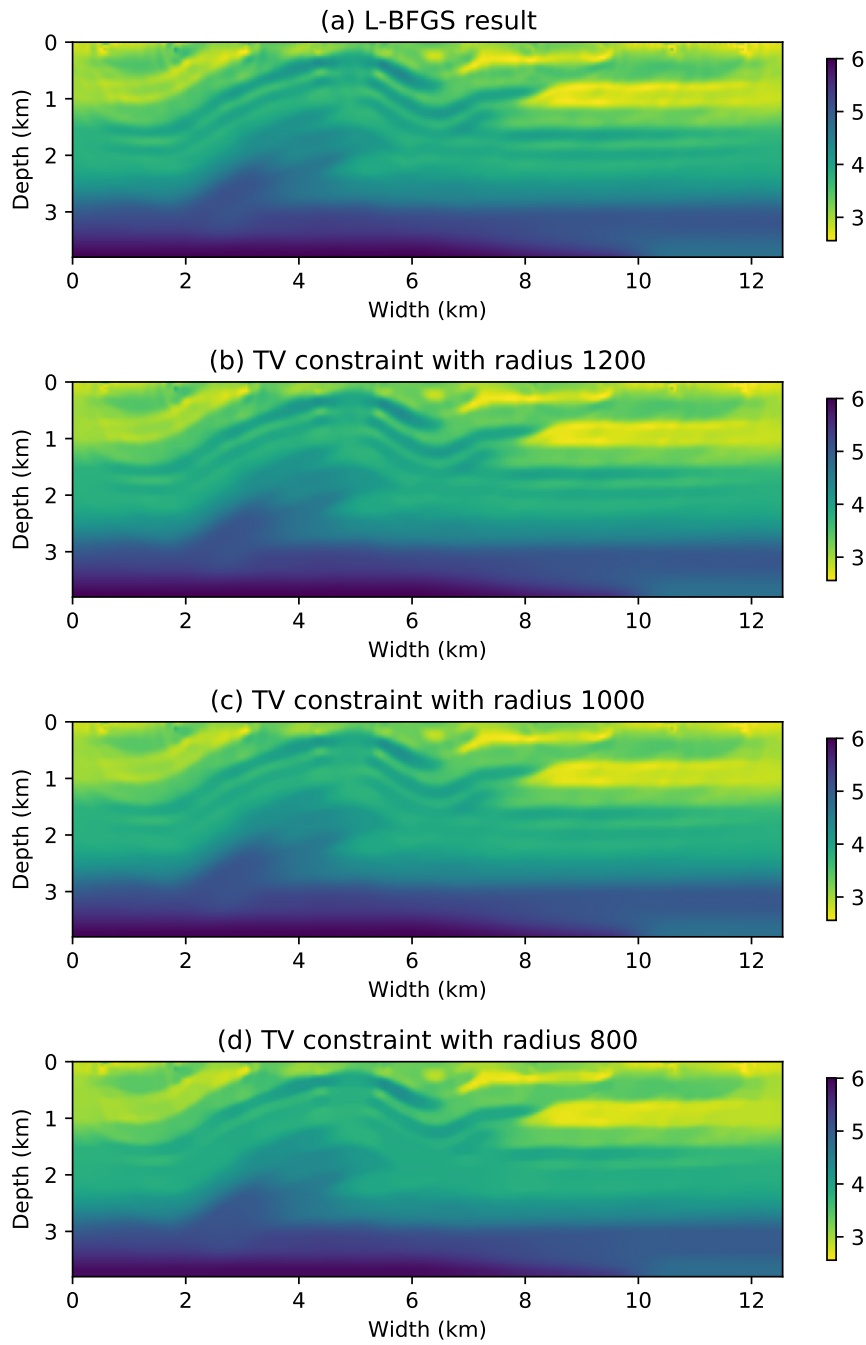 (a) L-BFGS result
0
1
2
3
Depth (km)
0 2 4 6 8 10 12
Width (km)
6
5
4
3
(b) TV constraint with radius 1200
0
1
2
3
Depth (km)
0 2 4 6 8 10 12
Width (km)
6
5
4
3
(c) TV constraint with radius 1000
0
1
2
3
Depth (km)
0 2 4 6 8 10 12
Width (km)
6
5
4
3
(d) TV constraint with radius 800
0
1
2
3
Depth (km)
0 2 4 6 8 10 12
Width (km)
6
5
4
3